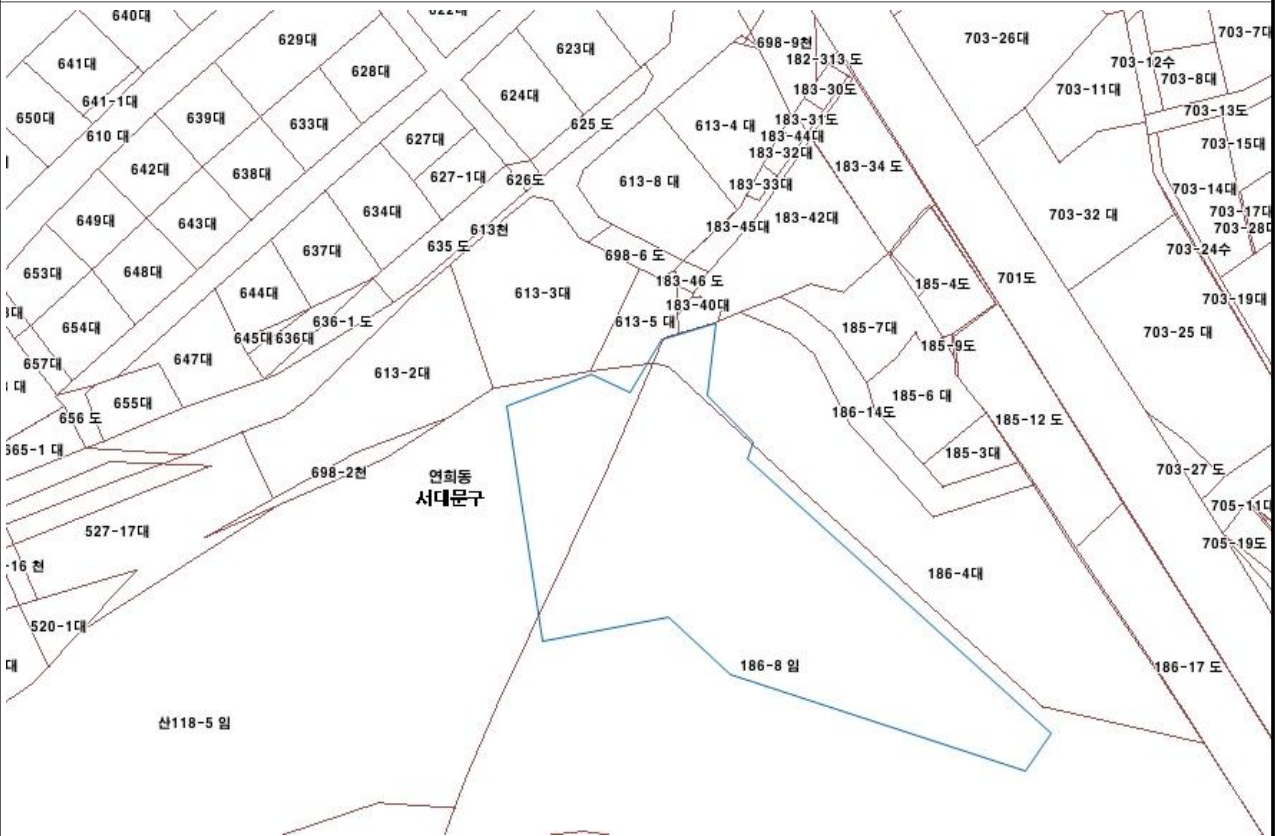 640대
622대
629대
623대
698-9천
703-26대
703-7대
641대
628대
182-313 도
703-12수
703-8대
641-1대
624대
183-30도
703-11대
650대
639대
633대
625 도
613-4 대
183-31도
703-13도
610 대
627대
183-44대
703-15대
642대
638대
627-1대
626도
613-8 대
183-32대
183-34 도
183-33대
703-14대
649대
643대
634대
613천
183-45대
183-42대
703-32 대
703-17대
703-28대
635 도
637대
698-6 도
703-24수
653대
648대
183-46 도
701도
644대
613-3대
185-4도
703-19대
183-40대
654대
645대
636대
636-1 도
613-5 대
185-7대
703-25 대
657대
647대
613-2대
185-9도
대
655대
185-6 대
656 도
186-14도
185-12 도
665-1 대
185-3대
698-2천
연희동
서대문구
703-27 도
705-11대
527-17대
705-19도
-16 천
186-4대
520-1대
대
186-8 임
186-17 도
산118-5 임